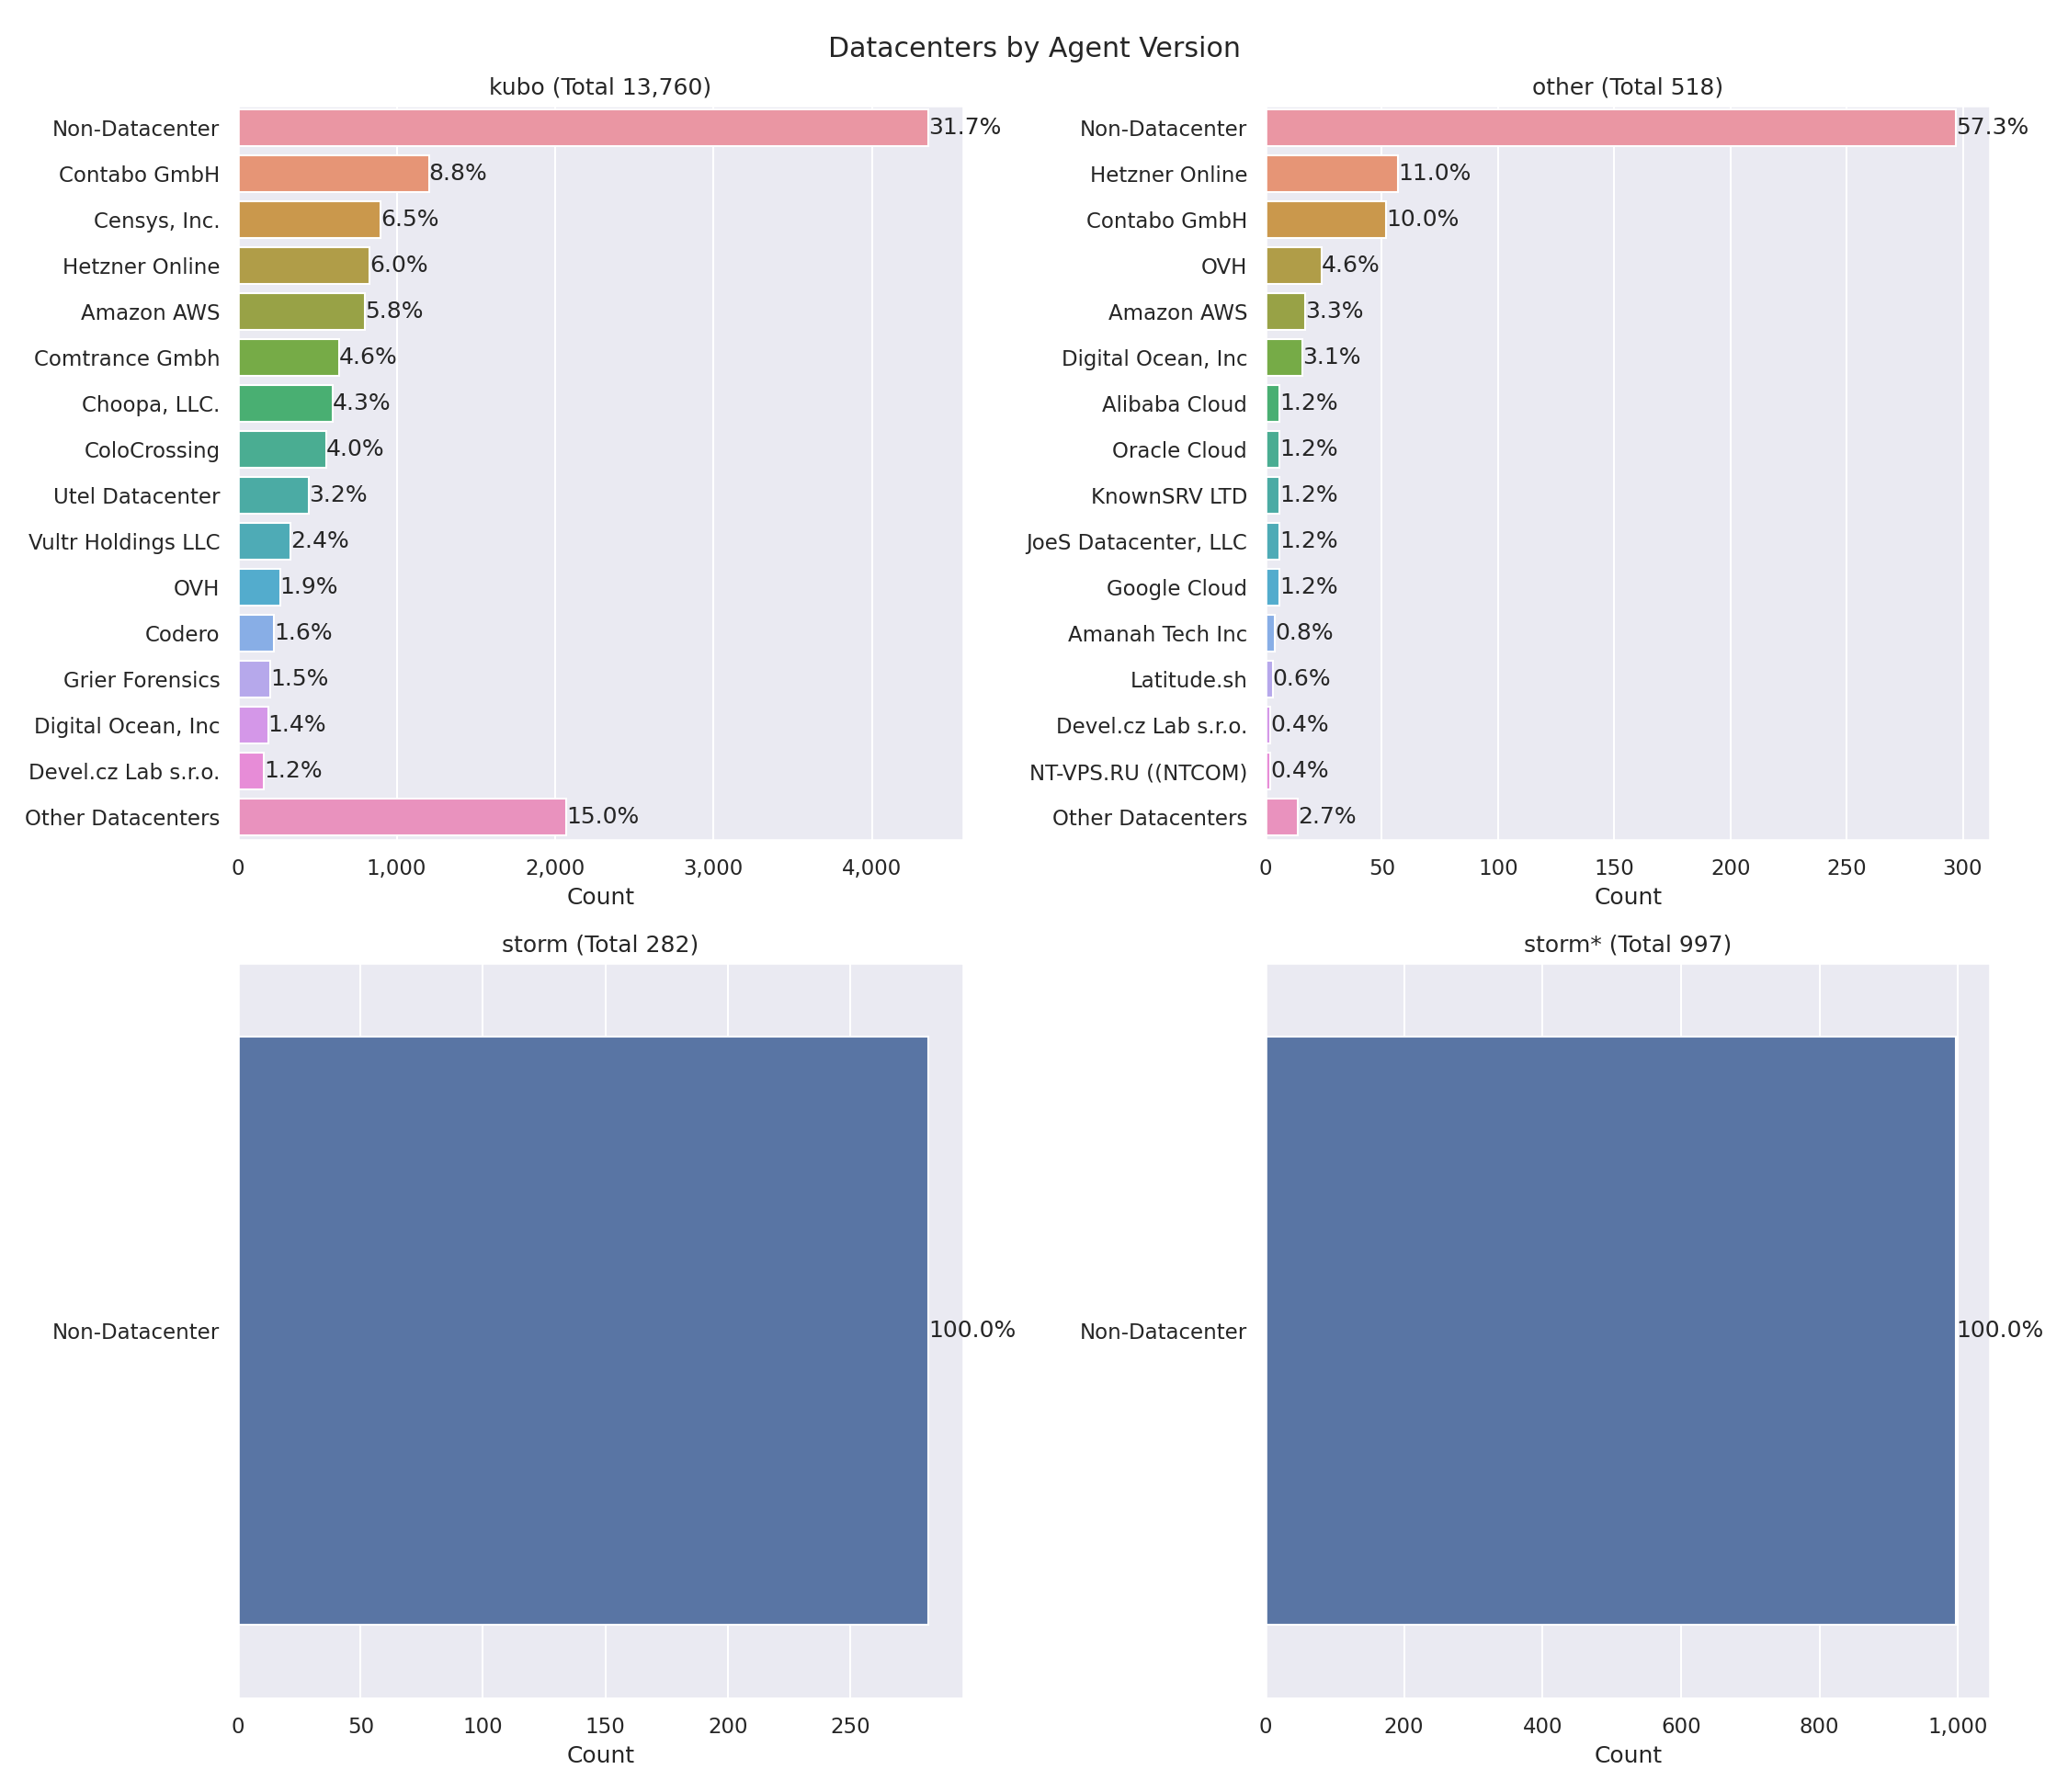 Datacenters by Agent Version
kubo (Total 13,760)
Non-Datacenter 31.7%
Contabo GmbH 8.8%
Censys, Inc. 6.5%
Hetzner Online 6.0%
Amazon AWS 5.8%
Comtrance Gmbh 4.6%
Choopa, LLC. 4.3%
ColoCrossing 4.0%
Utel Datacenter 3.2%
Vultr Holdings LLC 2.4%
OVH 1.9%
Codero 1.6%
Grier Forensics 1.5%
Digital Ocean, Inc 1.4%
Devel.cz Lab s.r.o. 1.2%
Other Datacenters 15.0%
0 1,000 2,000 3,000 4,000
Count
other (Total 518)
Non-Datacenter 57.3%
Hetzner Online 11.0%
Contabo GmbH 10.0%
OVH 4.6%
Amazon AWS 3.3%
Digital Ocean, Inc 3.1%
Alibaba Cloud 1.2%
Oracle Cloud 1.2%
KnownSRV LTD 1.2%
JoeS Datacenter, LLC 1.2%
Google Cloud 1.2%
Amanah Tech Inc 0.8%
Latitude.sh 0.6%
Devel.cz Lab s.r.o. 0.4%
NT-VPS.RU ((NTCOM) 0.4%
Other Datacenters 2.7%
0 50 100 150 200 250 300
Count
storm (Total 282)
Non-Datacenter 100.0%
0 50 100 150 200 250
Count
storm* (Total 997)
Non-Datacenter 100.0%
0 200 400 600 800 1,000
Count